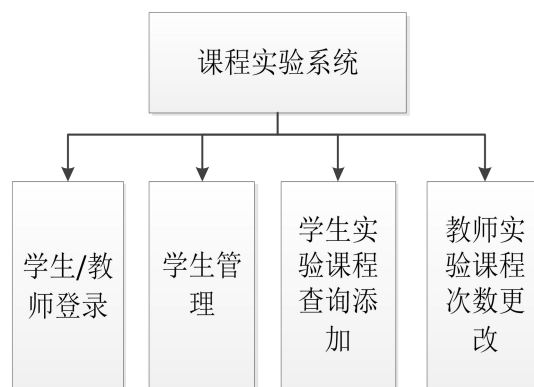 课程实验系统
学生/教
师登录
学生管
理
学生实
验课程
查询添
加
教师实
验课程
次数更
改